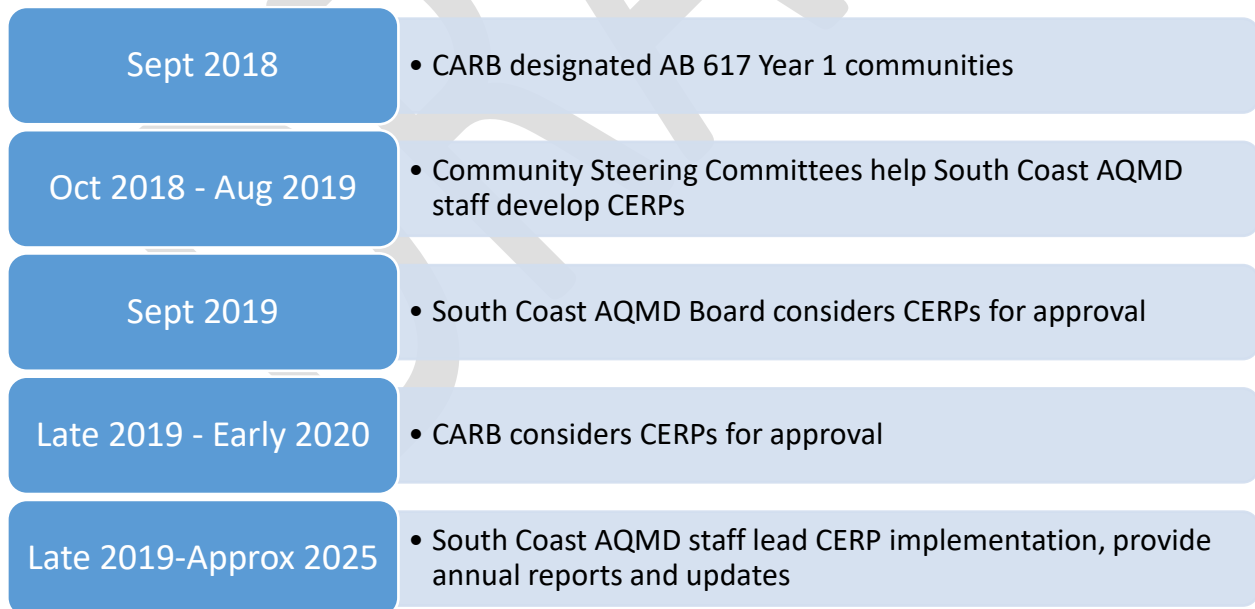 Sept 2018
• CARB designated AB 617 Year 1 communities
Oct 2018 - Aug 2019
• Community Steering Committees help South Coast AQMD
staff develop CERPs
Sept 2019
• South Coast AQMD Board considers CERPs for approval
Late 2019 - Early 2020
• CARB considers CERPs for approval
Late 2019-Approx 2025
• South Coast AQMD staff lead CERP implementation, provide
annual reports and updates